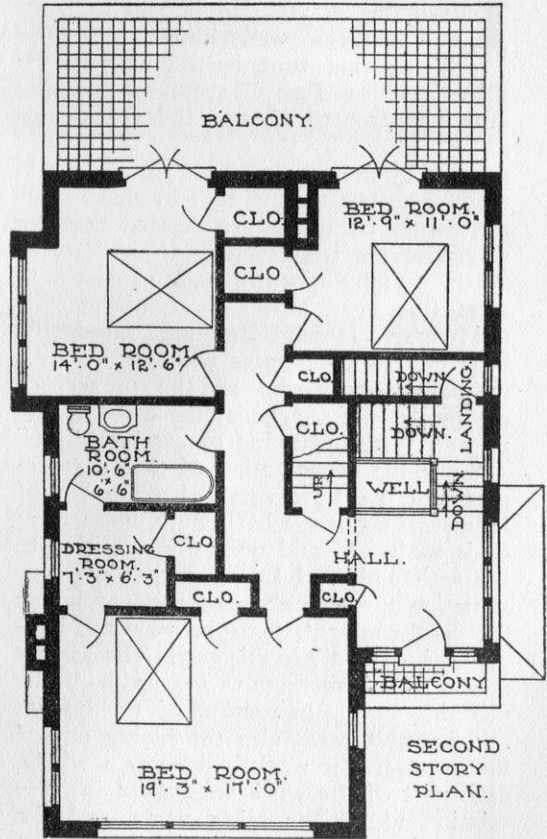 BALCONY.
BED ROOM.
12'-9" x 11'-0"
CLO.
CLO
BED ROOM
14'-0" x 12'-6"
CLO.
DOWN
LANDING.
BATH
ROOM.
10'-6"
x
6'-6"
CLO.
DOWN.
UP
WELL
DOWN
HALL.
DRESSING
ROOM.
7'-3" x 6'-3"
CLO
CLO.
CLO.
BALCONY
BED ROOM.
19'-3" x 17'-0"
SECOND
STORY
PLAN.